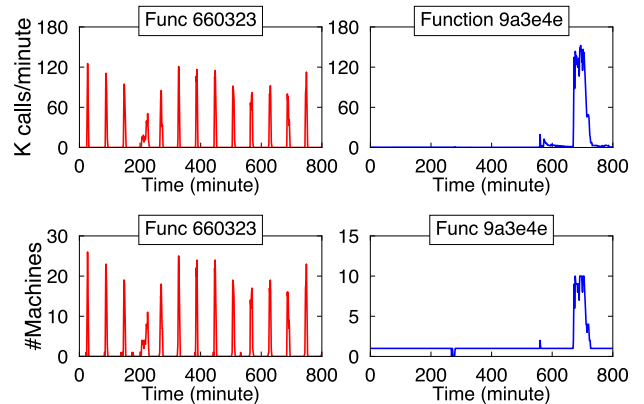 Func 660323
Function 9a3e4e
K calls/minute
180
120
60
0
0 200 400 600 800
Time (minute)
180
120
60
0
0 200 400 600 800
Time (minute)
Func 660323
Func 9a3e4e
#Machines
30
20
10
0
0 200 400 600 800
Time (minute)
15
10
5
0
0 200 400 600 800
Time (minute)